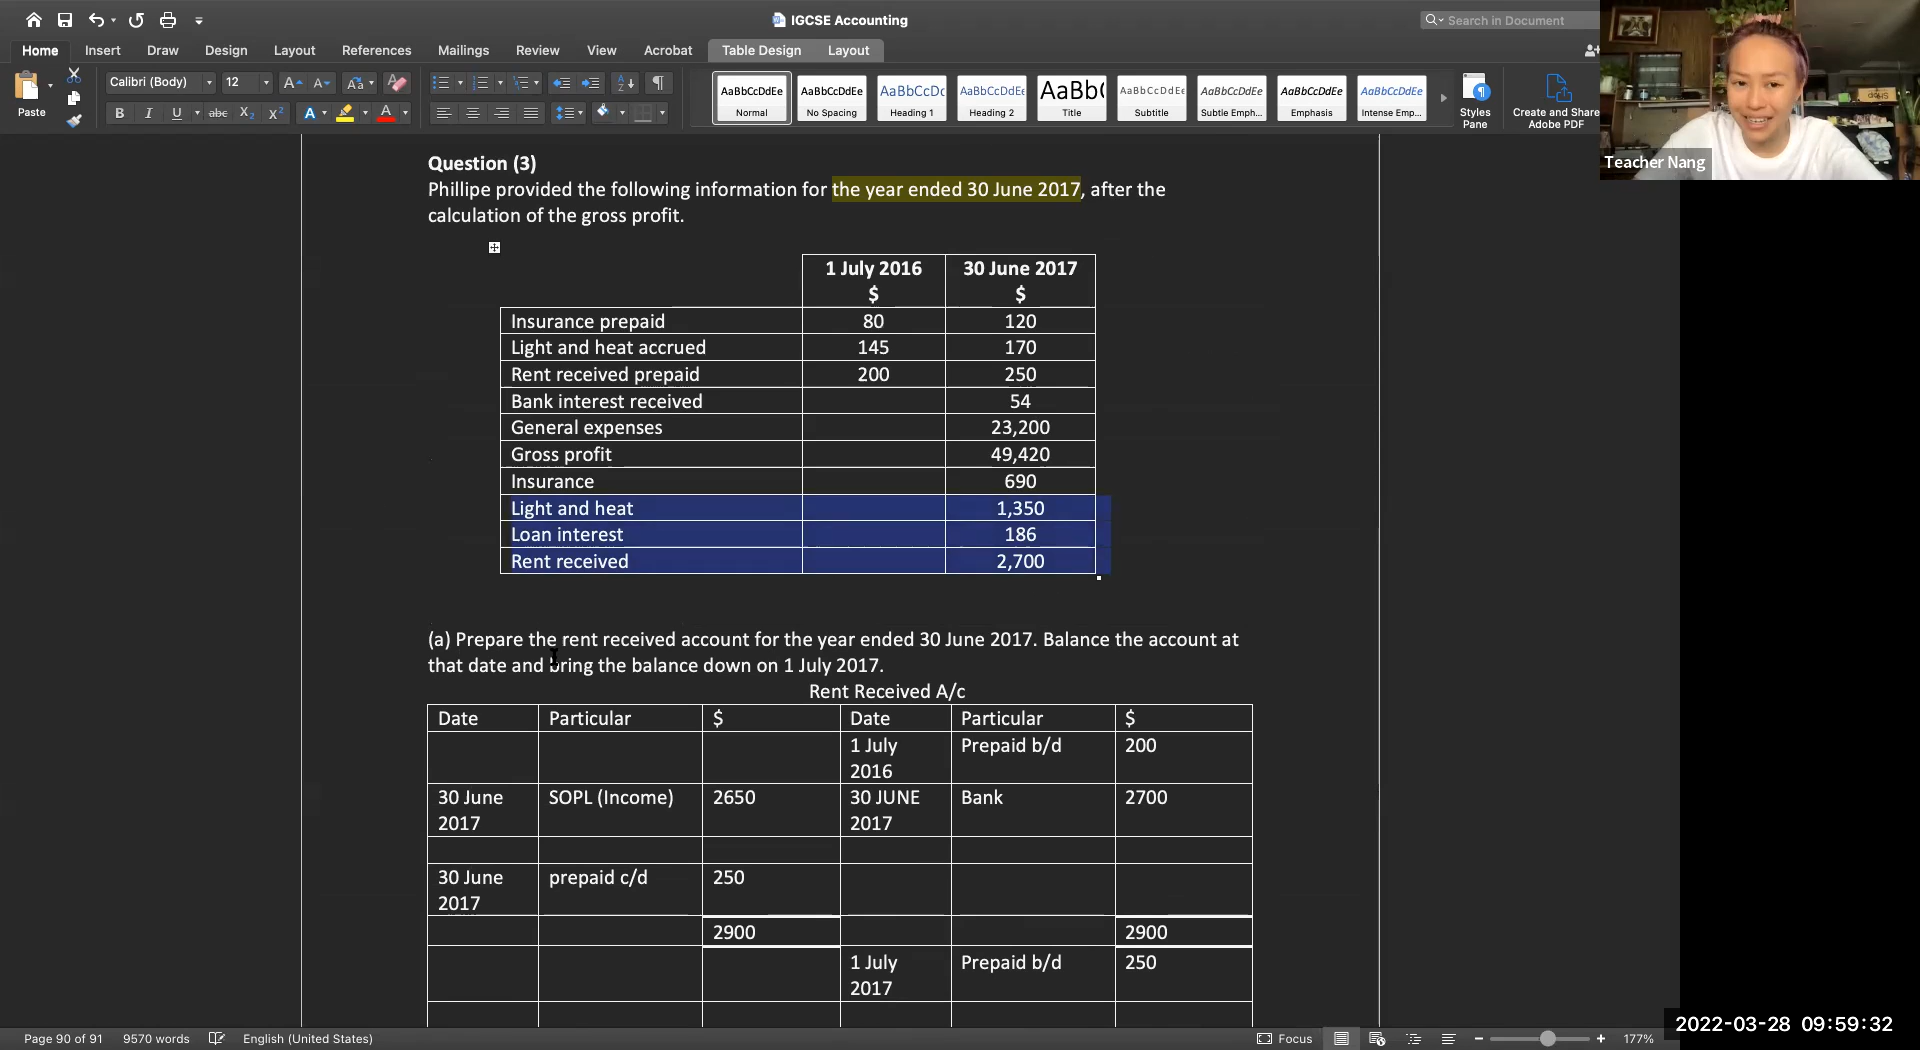 IGCSE Accounting
Search in Document
Home Insert Draw Design Layout References Mailings Review View Acrobat Table Design Layout
Paste
Calibri (Body) 12
AaBbCcDdEe AaBbCcDdEe AaBbCcDc AaBbCcDdEe AaBb( AaBbCcDdEe AaBbCcDdEe AaBbCcDdEe AaBbCcDdEe
Normal No Spacing Heading 1 Heading 2 Title Subtitle Subtle Emph... Emphasis Intense Emp...
Styles Pane
Create and Share Adobe PDF
Teacher Nang
Question (3)
Phillipe provided the following information for the year ended 30 June 2017, after the
calculation of the gross profit.
1 July 2016 30 June 2017
$ $
Insurance prepaid 80 120
Light and heat accrued 145 170
Rent received prepaid 200 250
Bank interest received 54
General expenses 23,200
Gross profit 49,420
Insurance 690
Light and heat 1,350
Loan interest 186
Rent received 2,700
(a) Prepare the rent received account for the year ended 30 June 2017. Balance the account at
that date and bring the balance down on 1 July 2017.
Rent Received A/c
Date Particular $ Date Particular $
1 July 2016 Prepaid b/d 200
30 June 2017 SOPL (Income) 2650 30 JUNE 2017 Bank 2700
30 June 2017 prepaid c/d 250
2900 2900
1 July 2017 Prepaid b/d 250
Page 90 of 91 9570 words English (United States) Focus 177%
2022-03-28 09:59:32